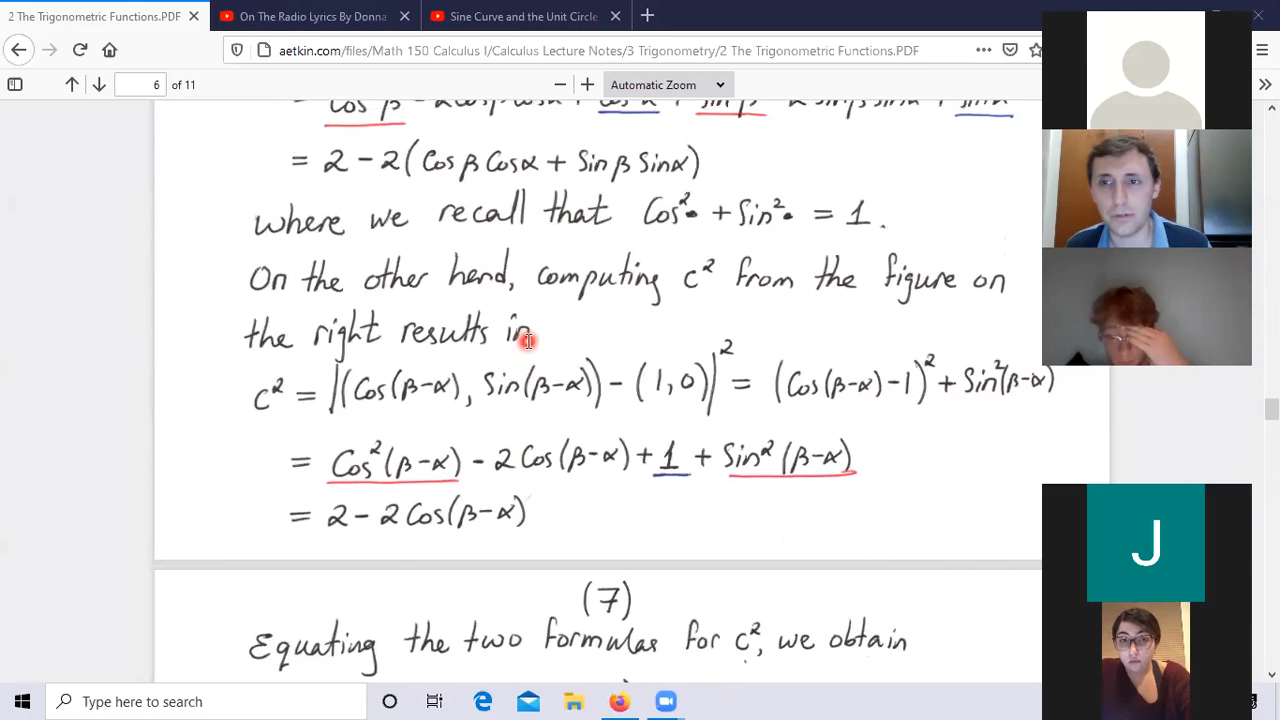 2 The Trigonometric Functions.
On The Radio Lyrics By Donna
Sine Curve and the Unit Circle.
aetkin.com/files/Math 150 Calculus I/Calculus Lecture Notes/3 Trigonometry/2 The Trigonometric Functions.PDF
6 of 11
Automatic Zoom
= 2 - 2(Cos β Cos α + Sin β Sin α)
where we recall that Cos²• + Sin²• = 1.
On the other hand, computing c² from the figure on
the right results in
c² = |(Cos(β-α), Sin(β-α)) - (1,0)|² = (Cos(β-α)-1)² + Sin²(β-α)
= Cos²(β-α) - 2 Cos(β-α) + 1 + Sin²(β-α)
= 2 - 2 Cos(β-α)
(7)
Equating the two formulas for c², we obtain
J
Type here to search